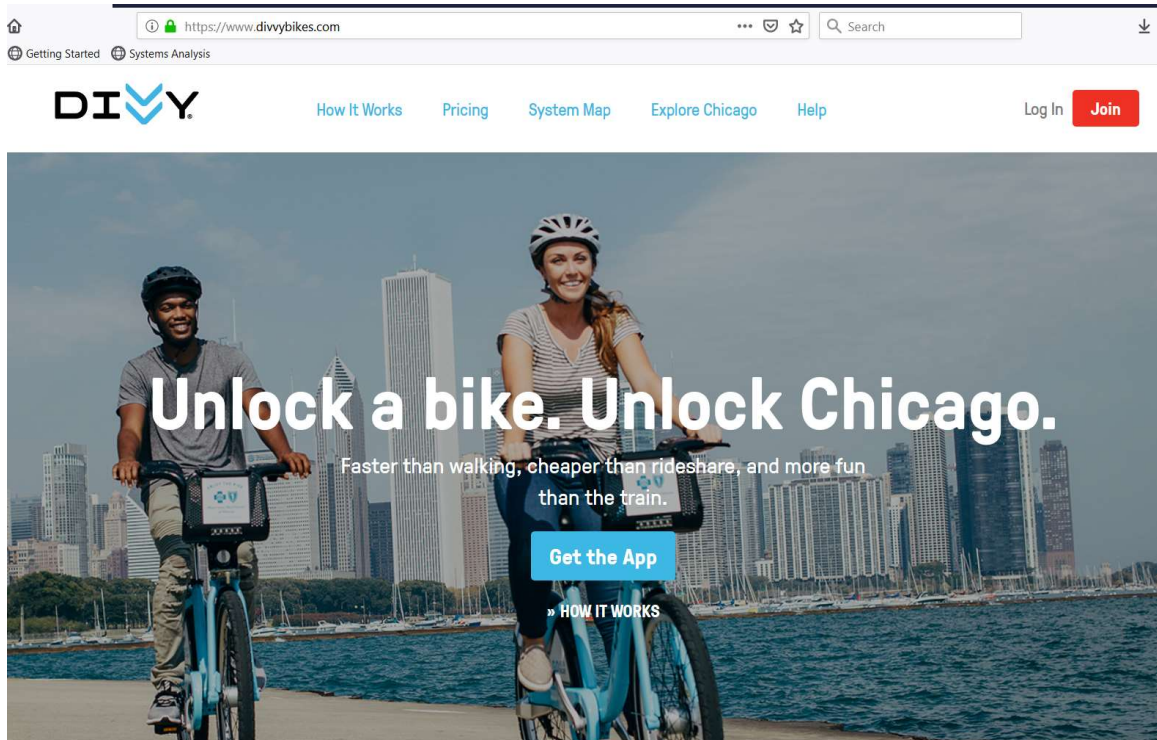 https://www.divvybikes.com
Search
Getting Started
Systems Analysis
DIVVY
How It Works
Pricing
System Map
Explore Chicago
Help
Log In
Join
Unlock a bike. Unlock Chicago.
Faster than walking, cheaper than rideshare, and more fun
than the train.
Get the App
» HOW IT WORKS